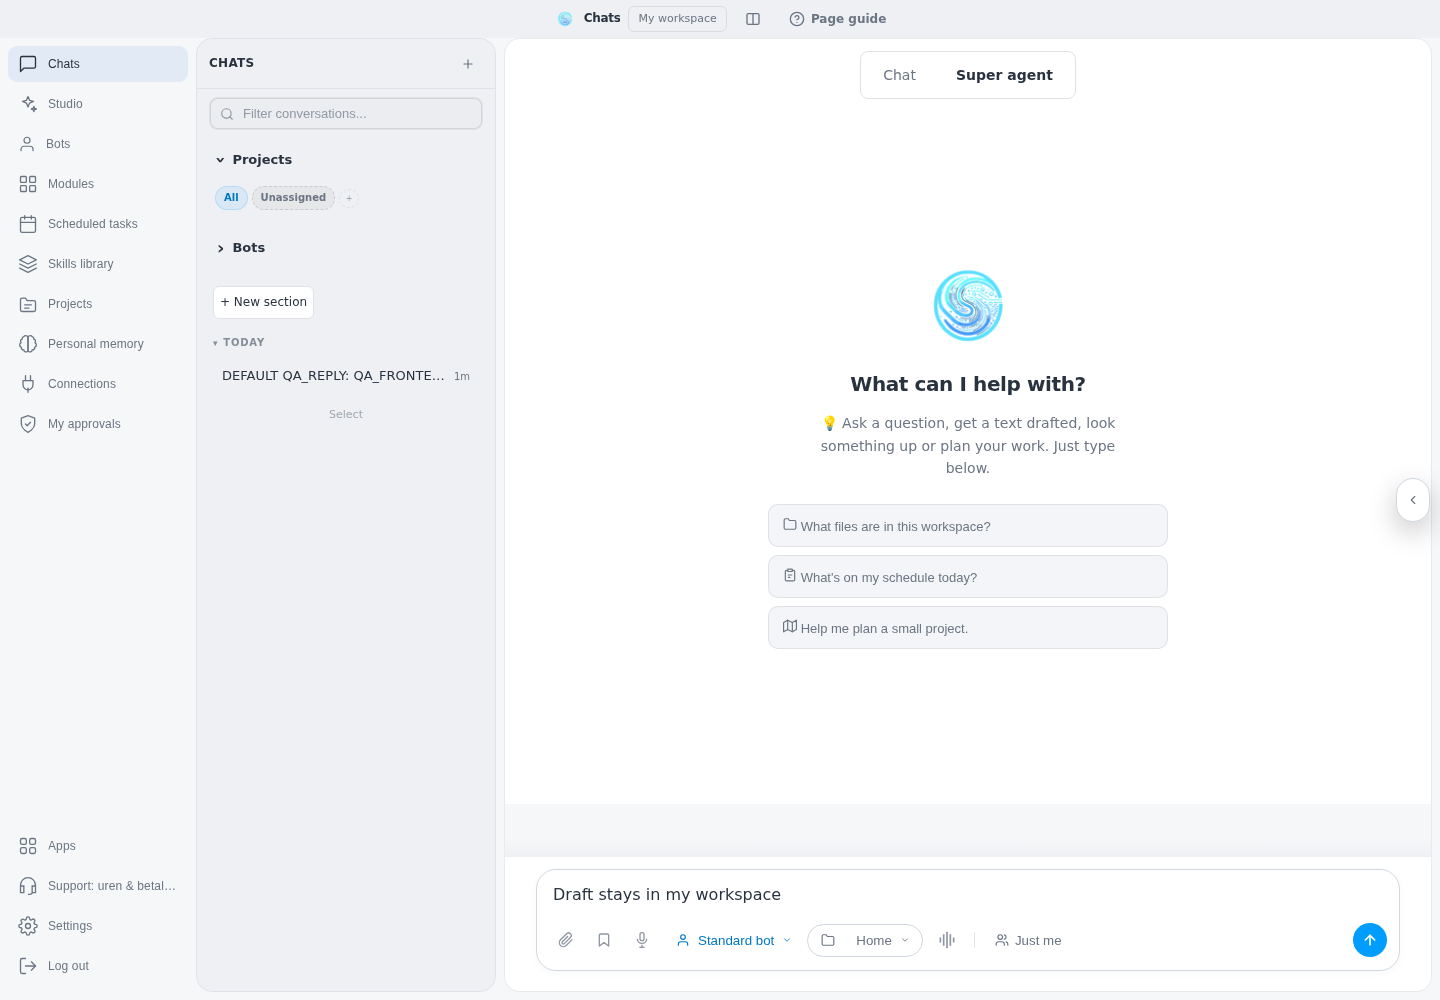 Chats
My workspace
Page guide
Chats
Studio
Bots
Modules
Scheduled tasks
Skills library
Projects
Personal memory
Connections
My approvals
Apps
Support: uren & betal...
Settings
Log out
CHATS
Filter conversations...
Projects
All
Unassigned
+
Bots
+ New section
TODAY
DEFAULT QA_REPLY: QA_FRONTE...
1m
Select
Chat
Super agent
What can I help with?
💡 Ask a question, get a text drafted, look
something up or plan your work. Just type
below.
What files are in this workspace?
What's on my schedule today?
Help me plan a small project.
Draft stays in my workspace
Standard bot
Home
Just me